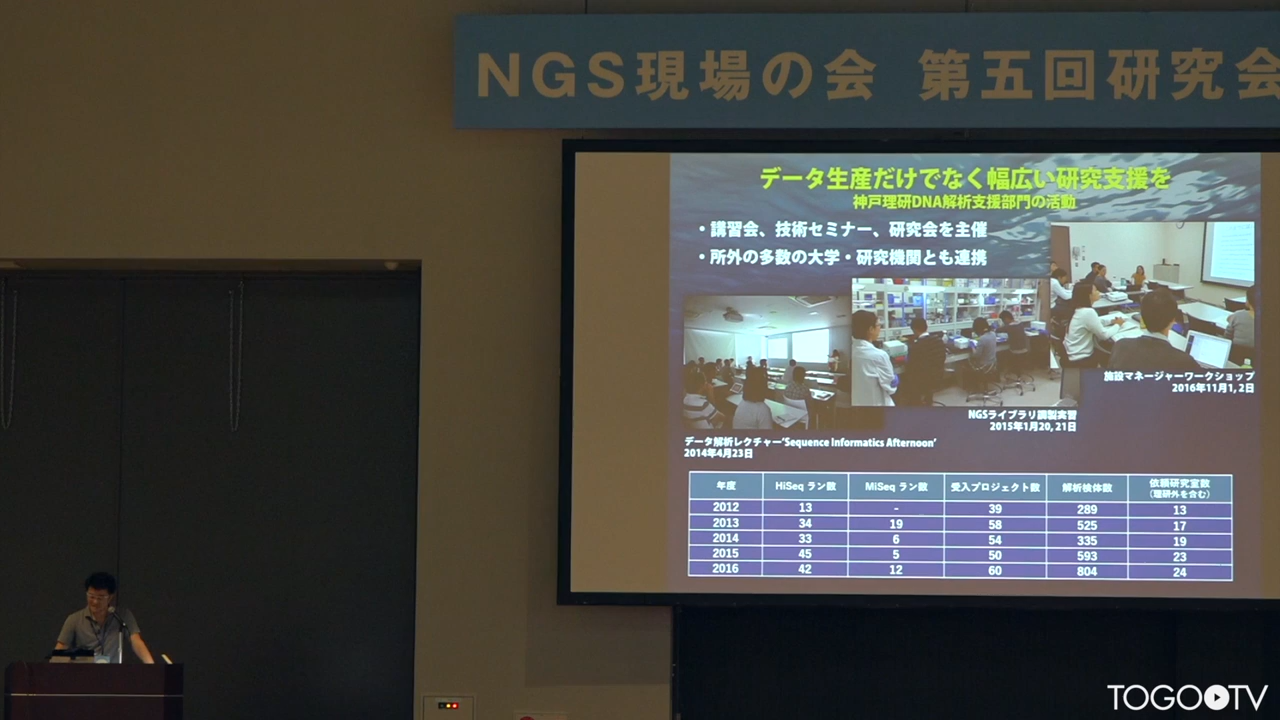 NGS現場の会 第五回研究会
データ生産だけでなく幅広い研究支援を
神戸理研DNA解析支援部門の活動
・講習会、技術セミナー、研究会を主催
・所外の多数の大学・研究機関とも連携
施設マネージャーワークショップ
2016年11月1, 2日
NGSライブラリ調製実習
2015年1月20, 21日
データ解析レクチャー‘Sequence Informatics Afternoon’
2014年4月23日
年度 HiSeq ラン数 MiSeq ラン数 受入プロジェクト数 解析検体数 依頼研究室数
(理研外を含む)
2012 13 - 39 289 13
2013 34 19 58 525 17
2014 33 6 54 335 19
2015 45 5 50 593 23
2016 42 12 60 804 24
TOGOTV